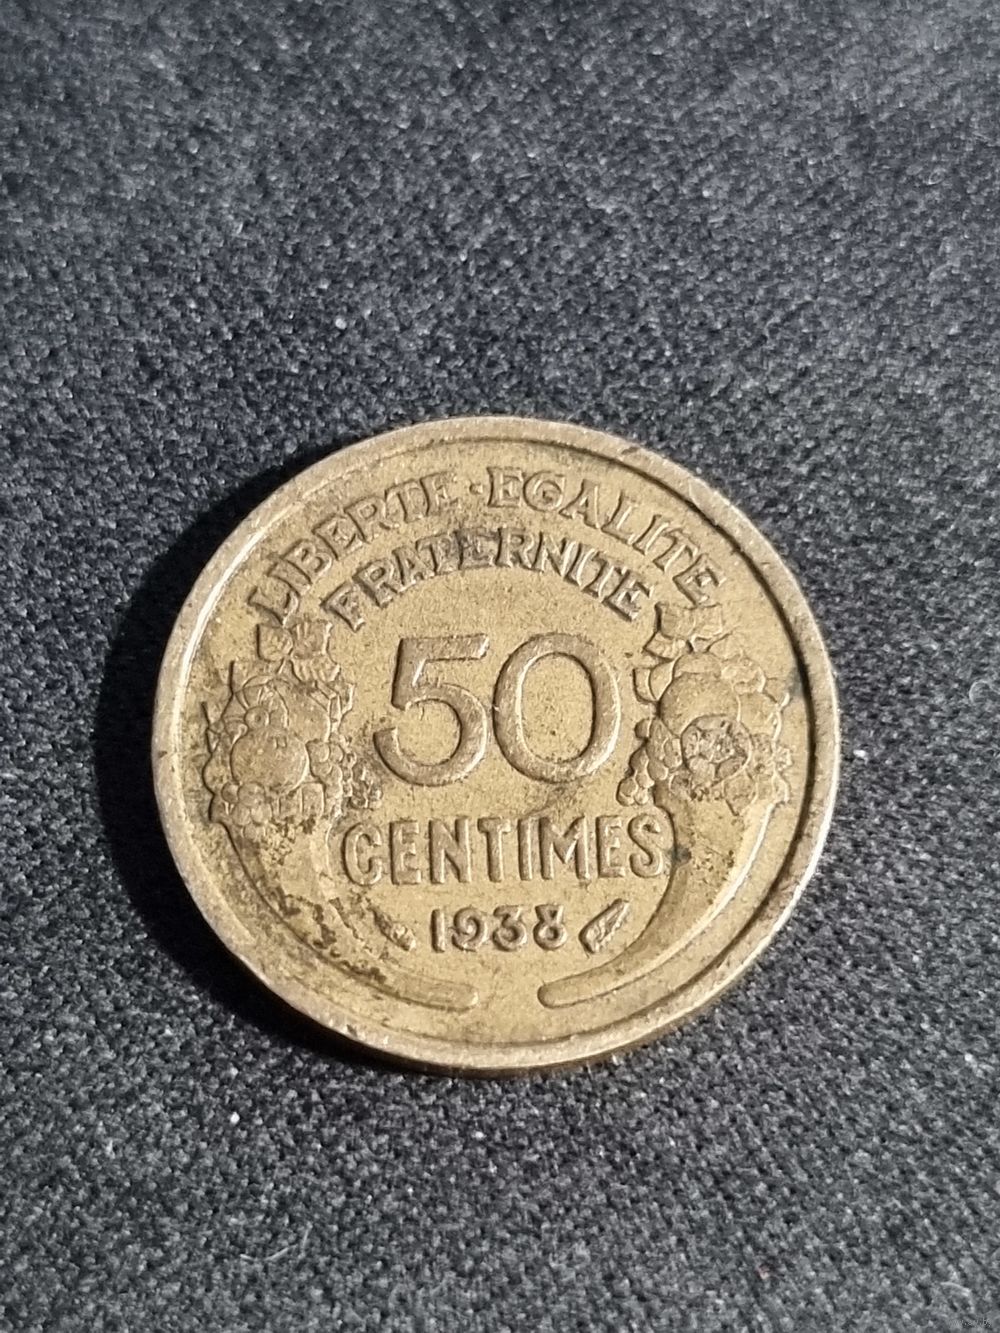 LIBERTE · EGALITE
FRATERNITE
50
CENTIMES
1938